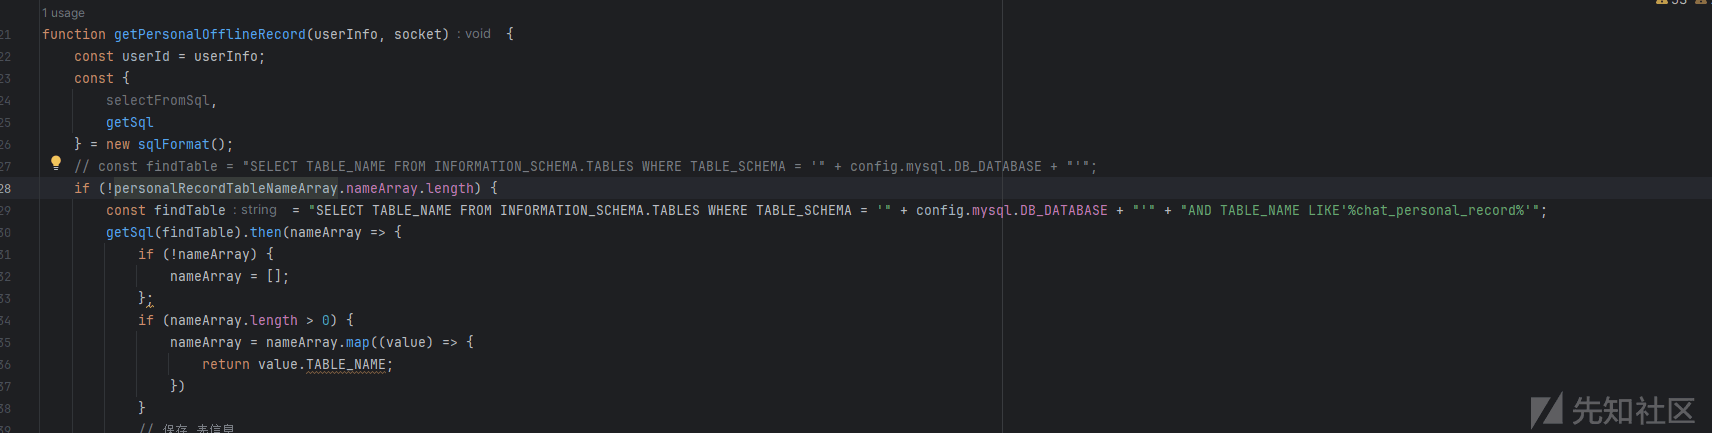 1 usage
33
21 function getPersonalOfflineRecord(userInfo, socket) : void {
22 const userId = userInfo;
23 const {
24 selectFromSql,
25 getSql
26 } = new sqlFormat();
27 // const findTable = "SELECT TABLE_NAME FROM INFORMATION_SCHEMA.TABLES WHERE TABLE_SCHEMA = '" + config.mysql.DB_DATABASE + "'";
28 if (!personalRecordTableNameArray.nameArray.length) {
29 const findTable : string = "SELECT TABLE_NAME FROM INFORMATION_SCHEMA.TABLES WHERE TABLE_SCHEMA = '" + config.mysql.DB_DATABASE + "'" + "AND TABLE_NAME LIKE'%chat_personal_record%'";
30 getSql(findTable).then(nameArray => {
31 if (!nameArray) {
32 nameArray = [];
33 };
34 if (nameArray.length > 0) {
35 nameArray = nameArray.map((value) => {
36 return value.TABLE_NAME;
37 })
38 }
39 // 保存 表信息
先知社区